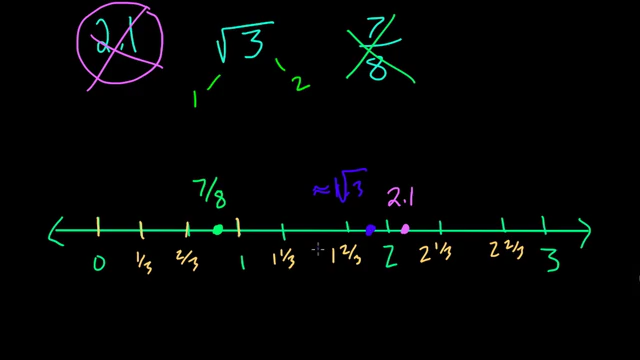 2.1 √3 7/8
1 2
7/8 ≈√3 2.1
0 1/3 2/3 1 1 1/3 1 2/3 2 2 1/3 2 2/3 3